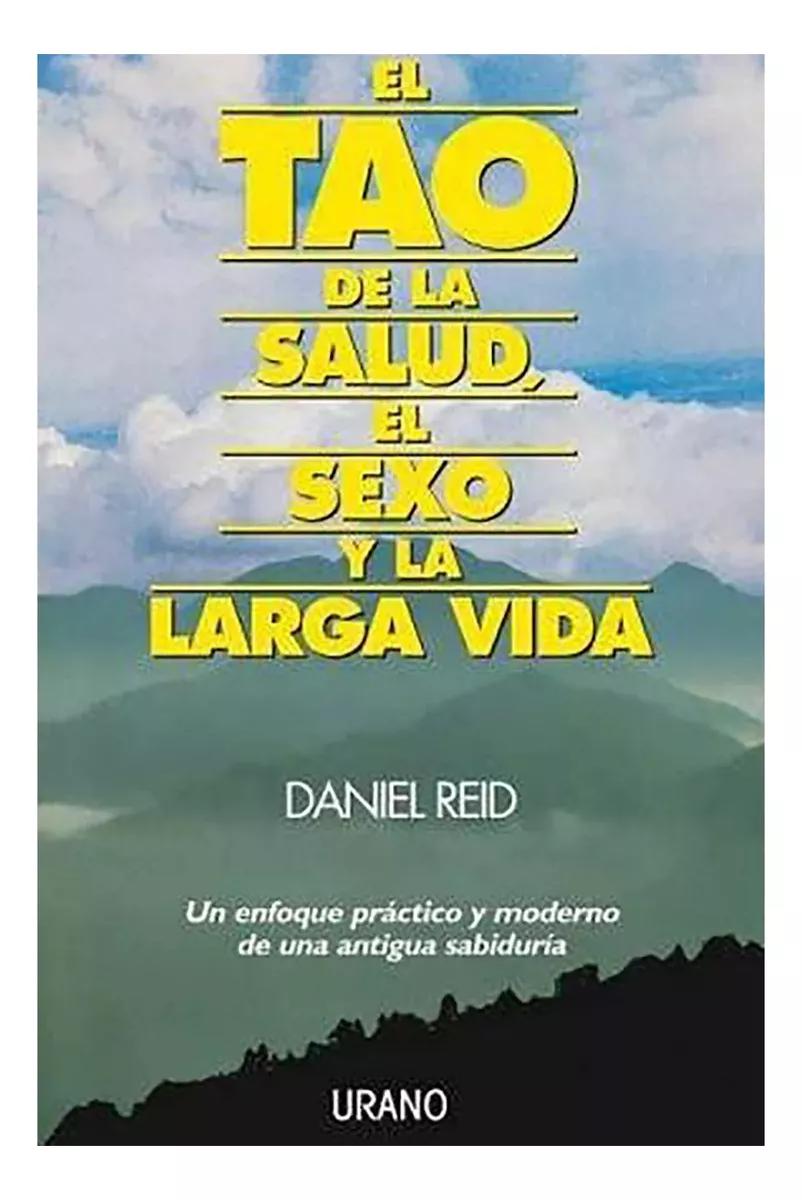 EL
TAO
DE LA
SALUD,
EL
SEXO
Y LA
LARGA VIDA
DANIEL REID
Un enfoque práctico y moderno
de una antigua sabiduría
URANO